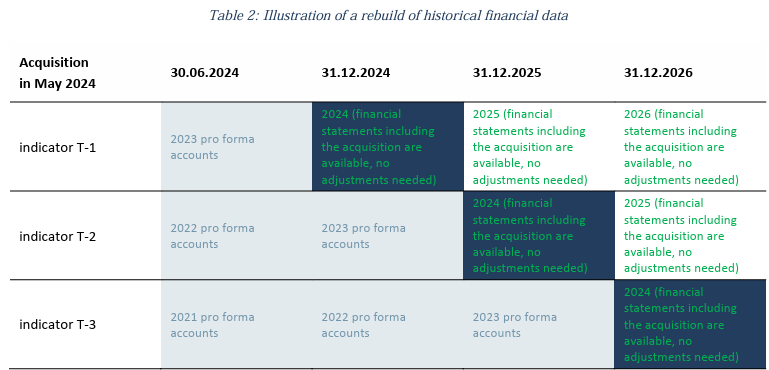 Table 2: Illustration of a rebuild of historical financial data
Acquisition
in May 2024
30.06.2024
31.12.2024
31.12.2025
31.12.2026
indicator T-1
2023 pro forma
accounts
2024 (financial
statements including
the acquisition are
available, no
adjustments needed)
2025 (financial
statements including
the acquisition are
available, no
adjustments needed)
2026 (financial
statements including
the acquisition are
available, no
adjustments needed)
indicator T-2
2022 pro forma
accounts
2023 pro forma
accounts
2024 (financial
statements including
the acquisition are
available, no
adjustments needed)
2025 (financial
statements including
the acquisition are
available, no
adjustments needed)
indicator T-3
2021 pro forma
accounts
2022 pro forma
accounts
2023 pro forma
accounts
2024 (financial
statements including
the acquisition are
available, no
adjustments needed)